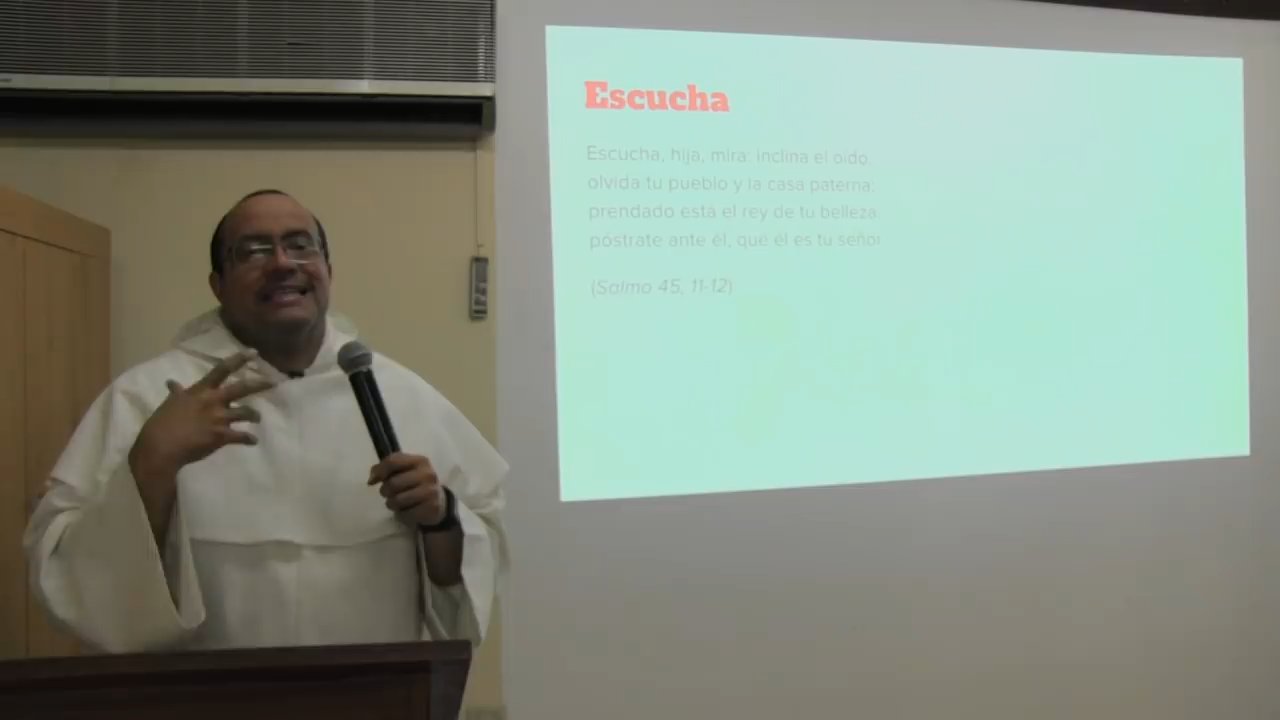 Escucha
Escucha, hija, mira: inclina el oído,
olvida tu pueblo y la casa paterna:
prendado está el rey de tu belleza
póstrate ante él, que él es tu señor
(Salmo 45, 11-12)